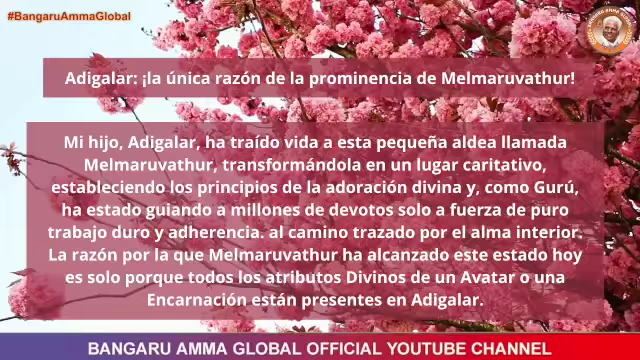 #BangaruAmmaGlobal
Adigalar: ¡la única razón de la prominencia de Melmaruvathur!
Mi hijo, Adigalar, ha traído vida a esta pequeña aldea llamada
Melmaruvathur, transformándola en un lugar caritativo,
estableciendo los principios de la adoración divina y, como Gurú,
ha estado guiando a millones de devotos solo a fuerza de puro
trabajo duro y adherencia. al camino trazado por el alma interior.
La razón por la que Melmaruvathur ha alcanzado este estado hoy
es solo porque todos los atributos Divinos de un Avatar o una
Encarnación están presentes en Adigalar.
BANGARU AMMA GLOBAL OFFICIAL YOUTUBE CHANNEL